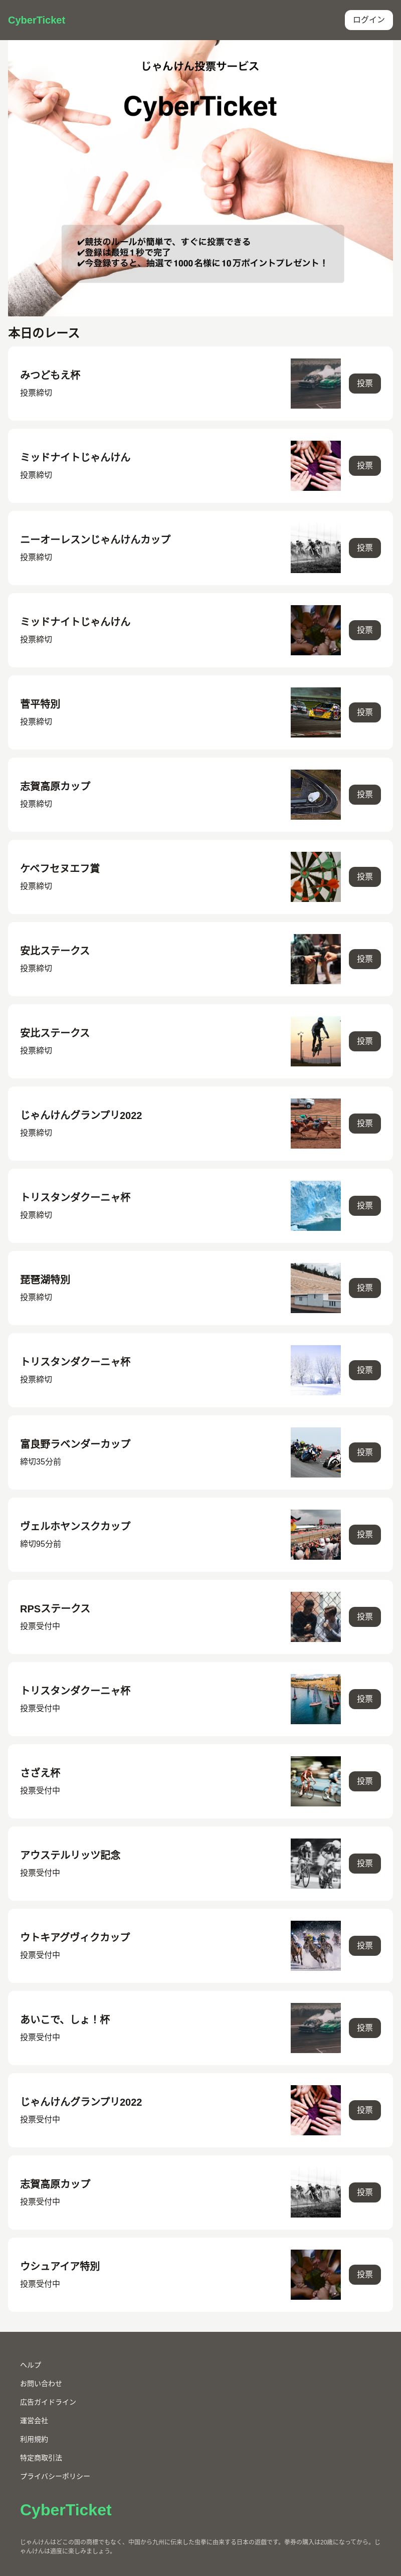 CyberTicket
ログイン
じゃんけん投票サービス
CyberTicket
✔競技のルールが簡単で、すぐに投票できる
✔登録は最短１秒で完了
✔今登録すると、抽選で1000名様に10万ポイントプレゼント！
本日のレース
みつどもえ杯
投票締切
投票
ミッドナイトじゃんけん
投票締切
投票
ニーオーレスンじゃんけんカップ
投票締切
投票
ミッドナイトじゃんけん
投票締切
投票
菅平特別
投票締切
投票
志賀高原カップ
投票締切
投票
ケベフセヌエフ賞
投票締切
投票
安比ステークス
投票締切
投票
安比ステークス
投票締切
投票
じゃんけんグランプリ2022
投票締切
投票
トリスタンダクーニャ杯
投票締切
投票
琵琶湖特別
投票締切
投票
トリスタンダクーニャ杯
投票締切
投票
富良野ラベンダーカップ
締切35分前
投票
ヴェルホヤンスクカップ
締切95分前
投票
RPSステークス
投票受付中
投票
トリスタンダクーニャ杯
投票受付中
投票
さざえ杯
投票受付中
投票
アウステルリッツ記念
投票受付中
投票
ウトキアグヴィクカップ
投票受付中
投票
あいこで、しょ！杯
投票受付中
投票
じゃんけんグランプリ2022
投票受付中
投票
志賀高原カップ
投票受付中
投票
ウシュアイア特別
投票受付中
投票
ヘルプ
お問い合わせ
広告ガイドライン
運営会社
利用規約
特定商取引法
プライバシーポリシー
CyberTicket
じゃんけんはどこの国の商標でもなく、中国から九州に伝来した虫拳に由来する日本の遊戯です。拳券の購入は20歳になってから。じ
ゃんけんは適度に楽しみましょう。